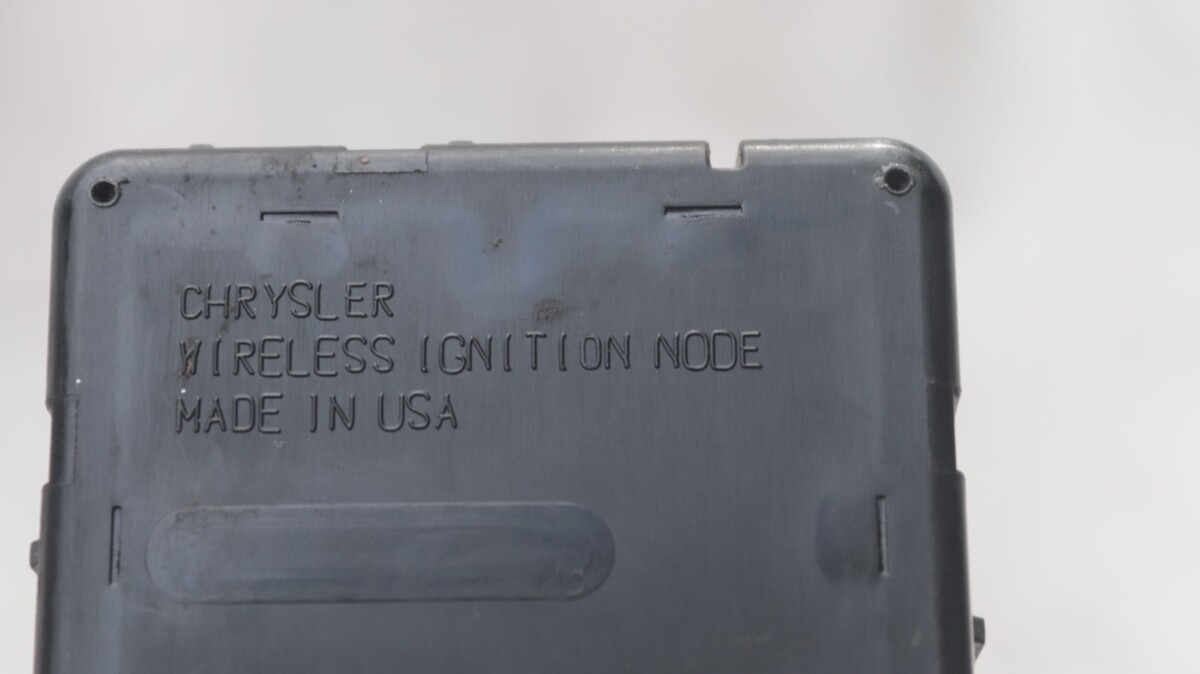 CHRYSLER
WIRELESS IGNITION NODE
MADE IN USA